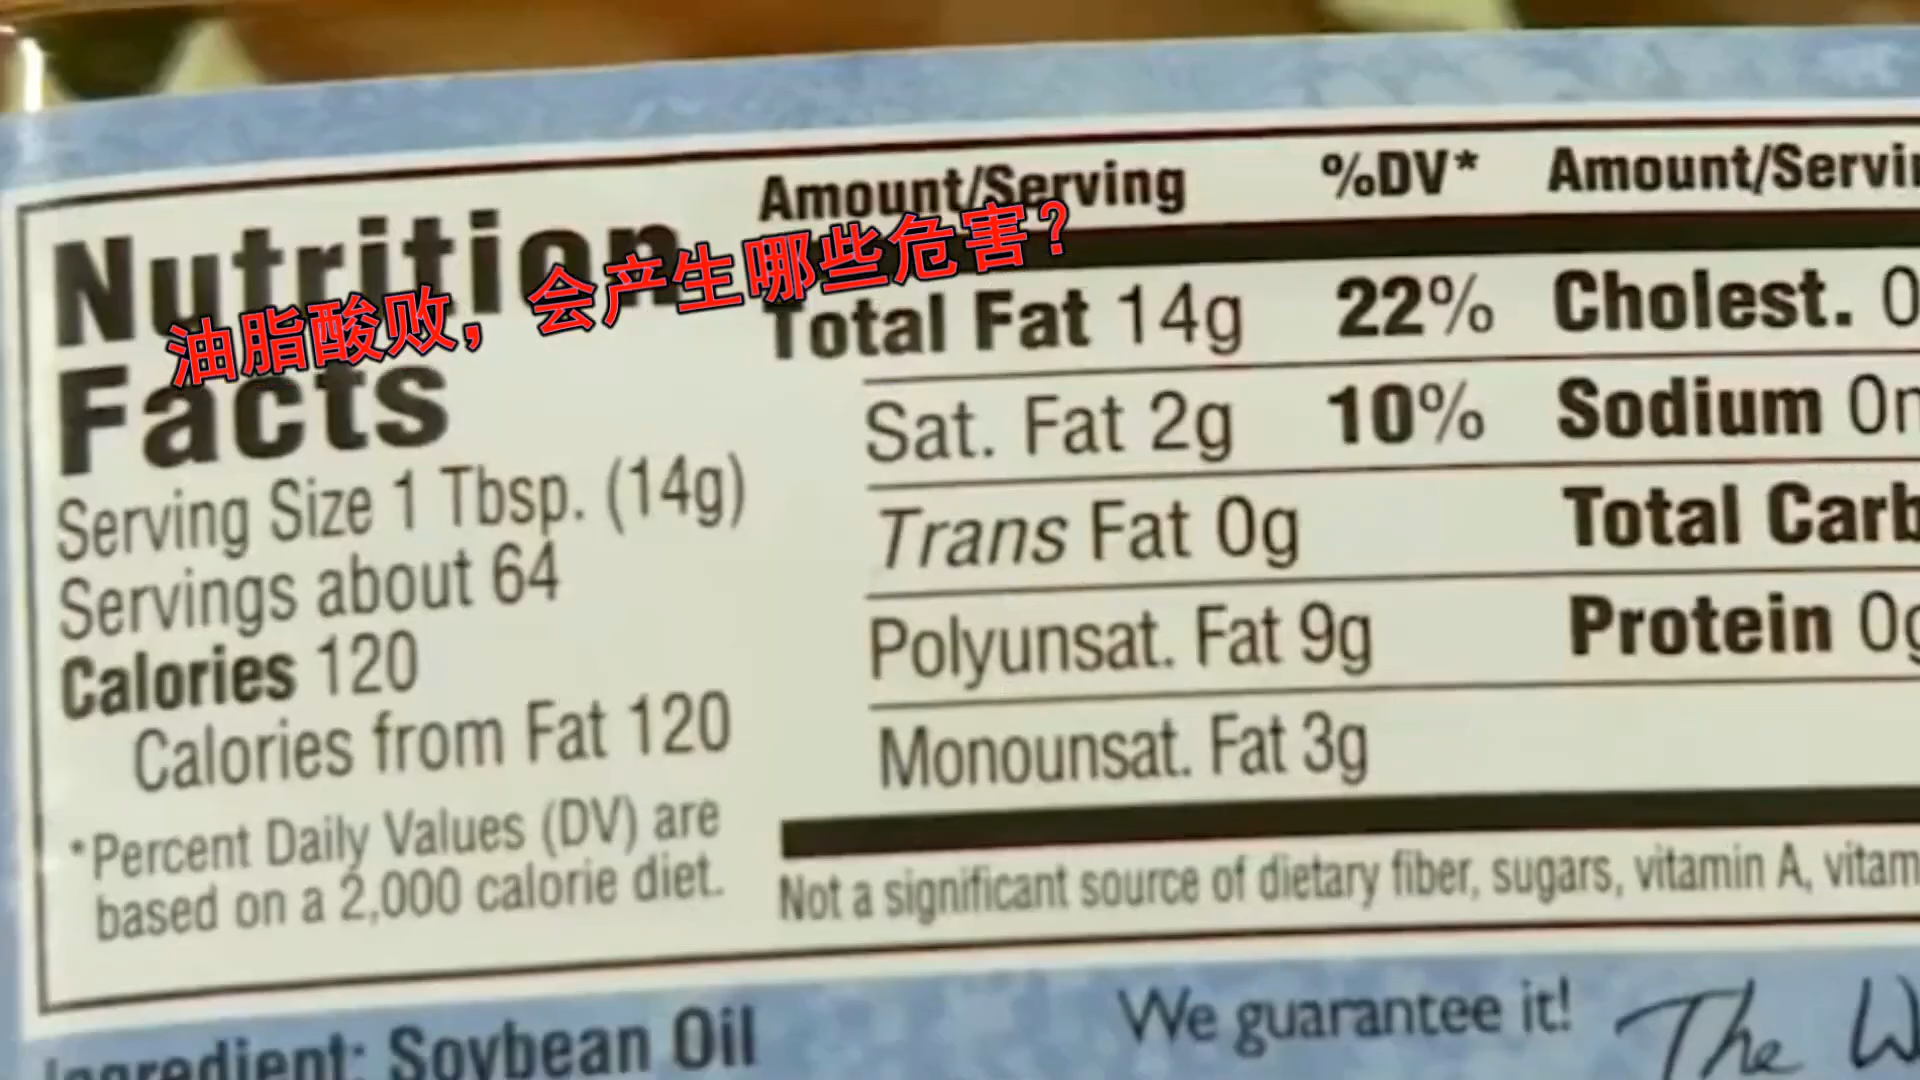 Nutrition
Facts
Serving Size 1 Tbsp. (14g)
Servings about 64
Calories 120
Calories from Fat 120
*Percent Daily Values (DV) are
based on a 2,000 calorie diet.
Amount/Serving %DV*
Total Fat 14g 22%
Sat. Fat 2g 10%
Trans Fat 0g
Polyunsat. Fat 9g
Monounsat. Fat 3g
Amount/Servin
Cholest. 0
Sodium 0m
Total Carb
Protein 0g
Not a significant source of dietary fiber, sugars, vitamin A, vitam
油脂酸败，会产生哪些危害？
Ingredient: Soybean Oil
We guarantee it! The W